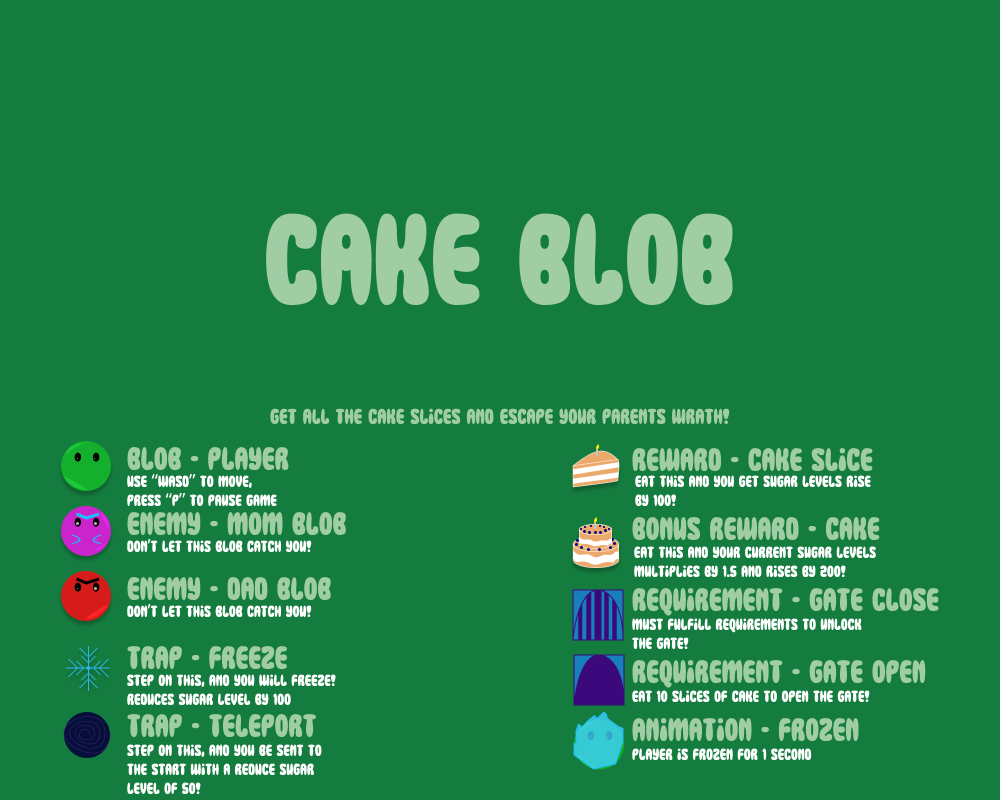 CAKE BLOB
GET ALL THE CAKE SLiCES AND ESCAPE YOUR PARENTS WRATH!
BLOB - PLAYER
USE "WASD" TO MOVE,
PRESS "P" TO PAUSE GAME
ENEMY - MOM BLOB
DON'T LET THiS BLOB CATCH YOU!
ENEMY - DAD BLOB
DON'T LET THiS BLOB CATCH YOU!
TRAP - FREEZE
STEP ON THiS, AND YOU WiLL FREEZE!
REDUCES SUGAR LEVEL BY 100
TRAP - TELEPORT
STEP ON THiS, AND YOU BE SENT TO
THE START WiTH A REDUCE SUGAR
LEVEL OF 50!
REWARD - CAKE SLiCE
EAT THiS AND YOU GET SUGAR LEVELS RiSE
BY 100!
BONUS REWARD - CAKE
EAT THiS AND YOUR CURRENT SUGAR LEVELS
MULTiPLiES BY 1.5 AND RiSES BY 200!
REQUiREMENT - GATE CLOSE
MUST FULFiLL REQUiREMENTS TO UNLOCK
THE GATE!
REQUiREMENT - GATE OPEN
EAT 10 SLiCES OF CAKE TO OPEN THE GATE!
ANiMATiON - FROZEN
PLAYER iS FROZEN FOR 1 SECOND